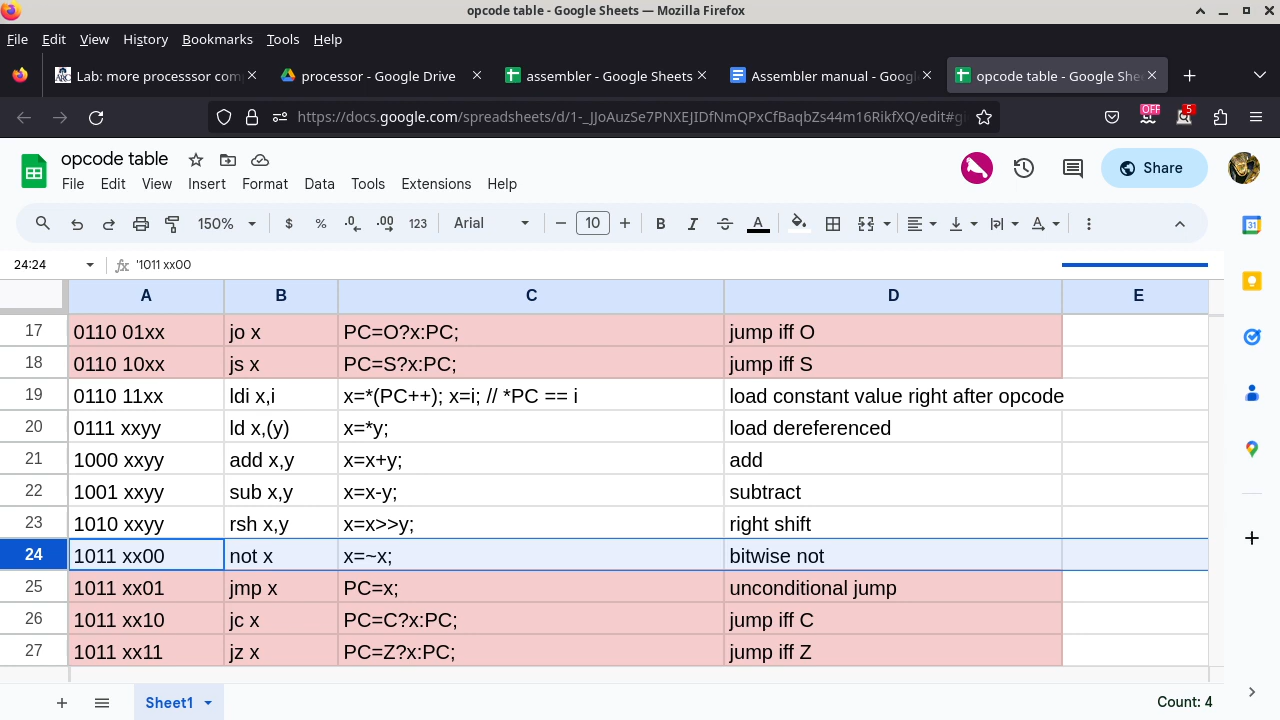 opcode table - Google Sheets — Mozilla Firefox
File Edit View History Bookmarks Tools Help
Lab: more processsor com
processor - Google Drive
assembler - Google Sheets
Assembler manual - Googl
opcode table - Google She
https://docs.google.com/spreadsheets/d/1-_JJoAuzSe7PNXEJIDfNmQPxCfBaqbZs44m16RikfXQ/edit#g
OFF
5
opcode table
File Edit View Insert Format Data Tools Extensions Help
Share
31
150% $ % .0 .00 123 Arial 10 B I S A
24:24 fx '1011 xx00
A B C D E
17 0110 01xx jo x PC=O?x:PC; jump iff O
18 0110 10xx js x PC=S?x:PC; jump iff S
19 0110 11xx ldi x,i x=*(PC++); x=i; // *PC == i load constant value right after opcode
20 0111 xxyy ld x,(y) x=*y; load dereferenced
21 1000 xxyy add x,y x=x+y; add
22 1001 xxyy sub x,y x=x-y; subtract
23 1010 xxyy rsh x,y x=x>>y; right shift
24 1011 xx00 not x x=~x; bitwise not
25 1011 xx01 jmp x PC=x; unconditional jump
26 1011 xx10 jc x PC=C?x:PC; jump iff C
27 1011 xx11 jz x PC=Z?x:PC; jump iff Z
Sheet1
Count: 4